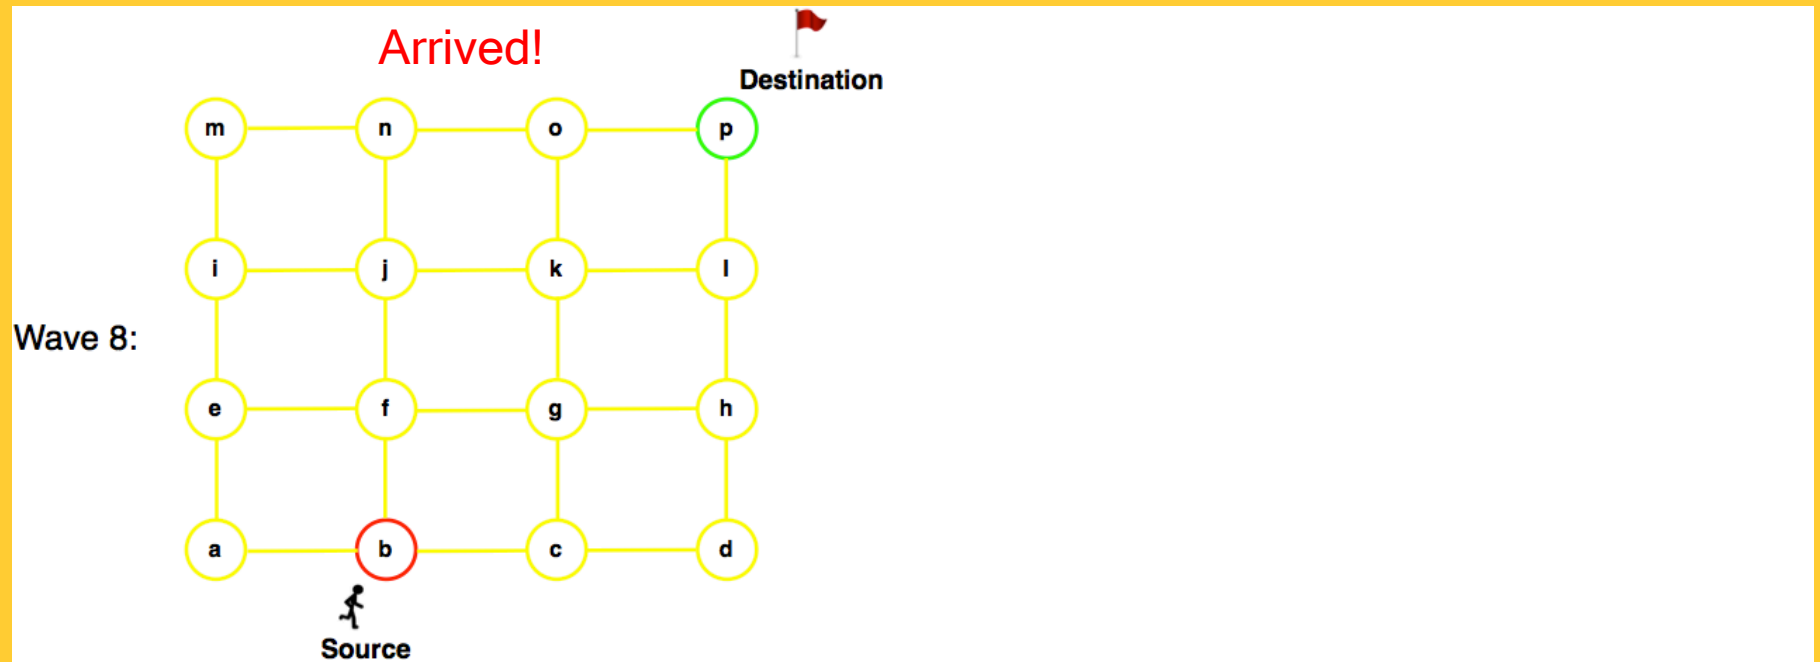 Arrived!
Destination
m n o p
i j k l
Wave 8:
e f g h
a b c d
Source